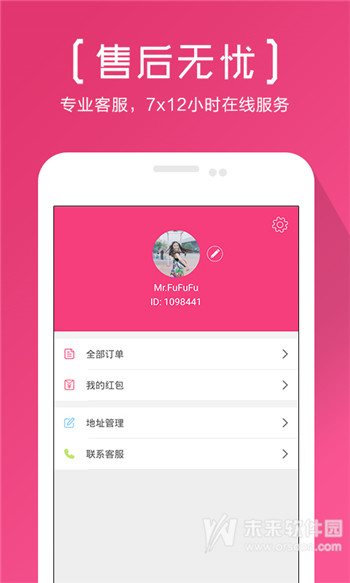 [售后无忧]
专业客服，7x12小时在线服务
Mr.FuFuFu
ID: 1098441
全部订单
我的红包
地址管理
联系客服
未来软件园